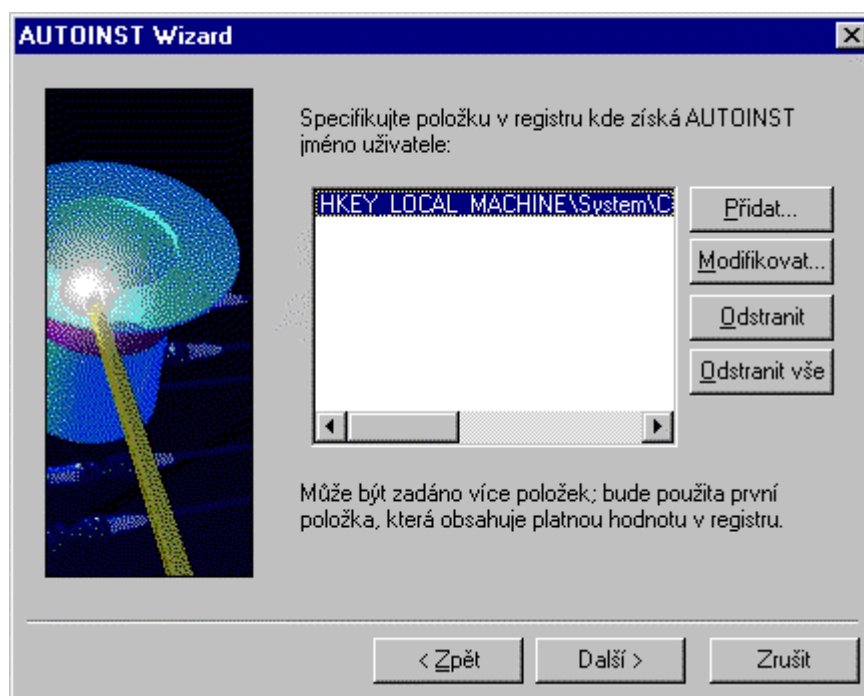 AUTOINST Wizard
Specifikujte položku v registru kde získá AUTOINST
jméno uživatele:
HKEY_LOCAL_MACHINE\System\C
Přidat...
Modifikovat...
Odstranit
Odstranit vše
Může být zadáno více položek; bude použita první
položka, která obsahuje platnou hodnotu v registru.
< Zpět
Další >
Zrušit